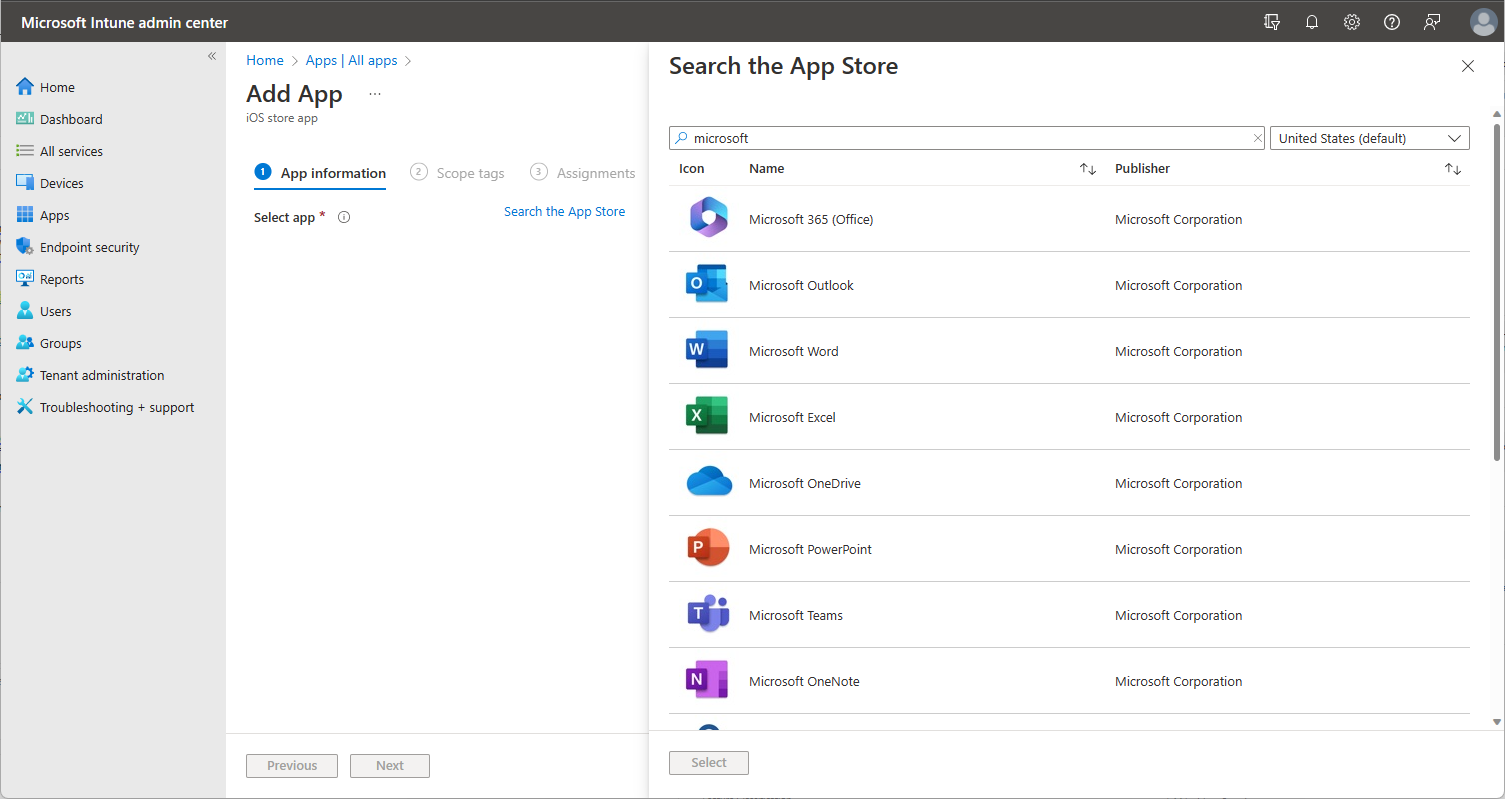 Microsoft Intune admin center
Home
Dashboard
All services
Devices
Apps
Endpoint security
Reports
Users
Groups
Tenant administration
Troubleshooting + support
Home > Apps | All apps >
Add App ...
iOS store app
1 App information 2 Scope tags 3 Assignments
Select app *
Search the App Store
Previous Next
Search the App Store
microsoft
United States (default)
Icon Name Publisher
Microsoft 365 (Office) Microsoft Corporation
O Microsoft Outlook Microsoft Corporation
W Microsoft Word Microsoft Corporation
X Microsoft Excel Microsoft Corporation
Microsoft OneDrive Microsoft Corporation
P Microsoft PowerPoint Microsoft Corporation
T Microsoft Teams Microsoft Corporation
N Microsoft OneNote Microsoft Corporation
Select